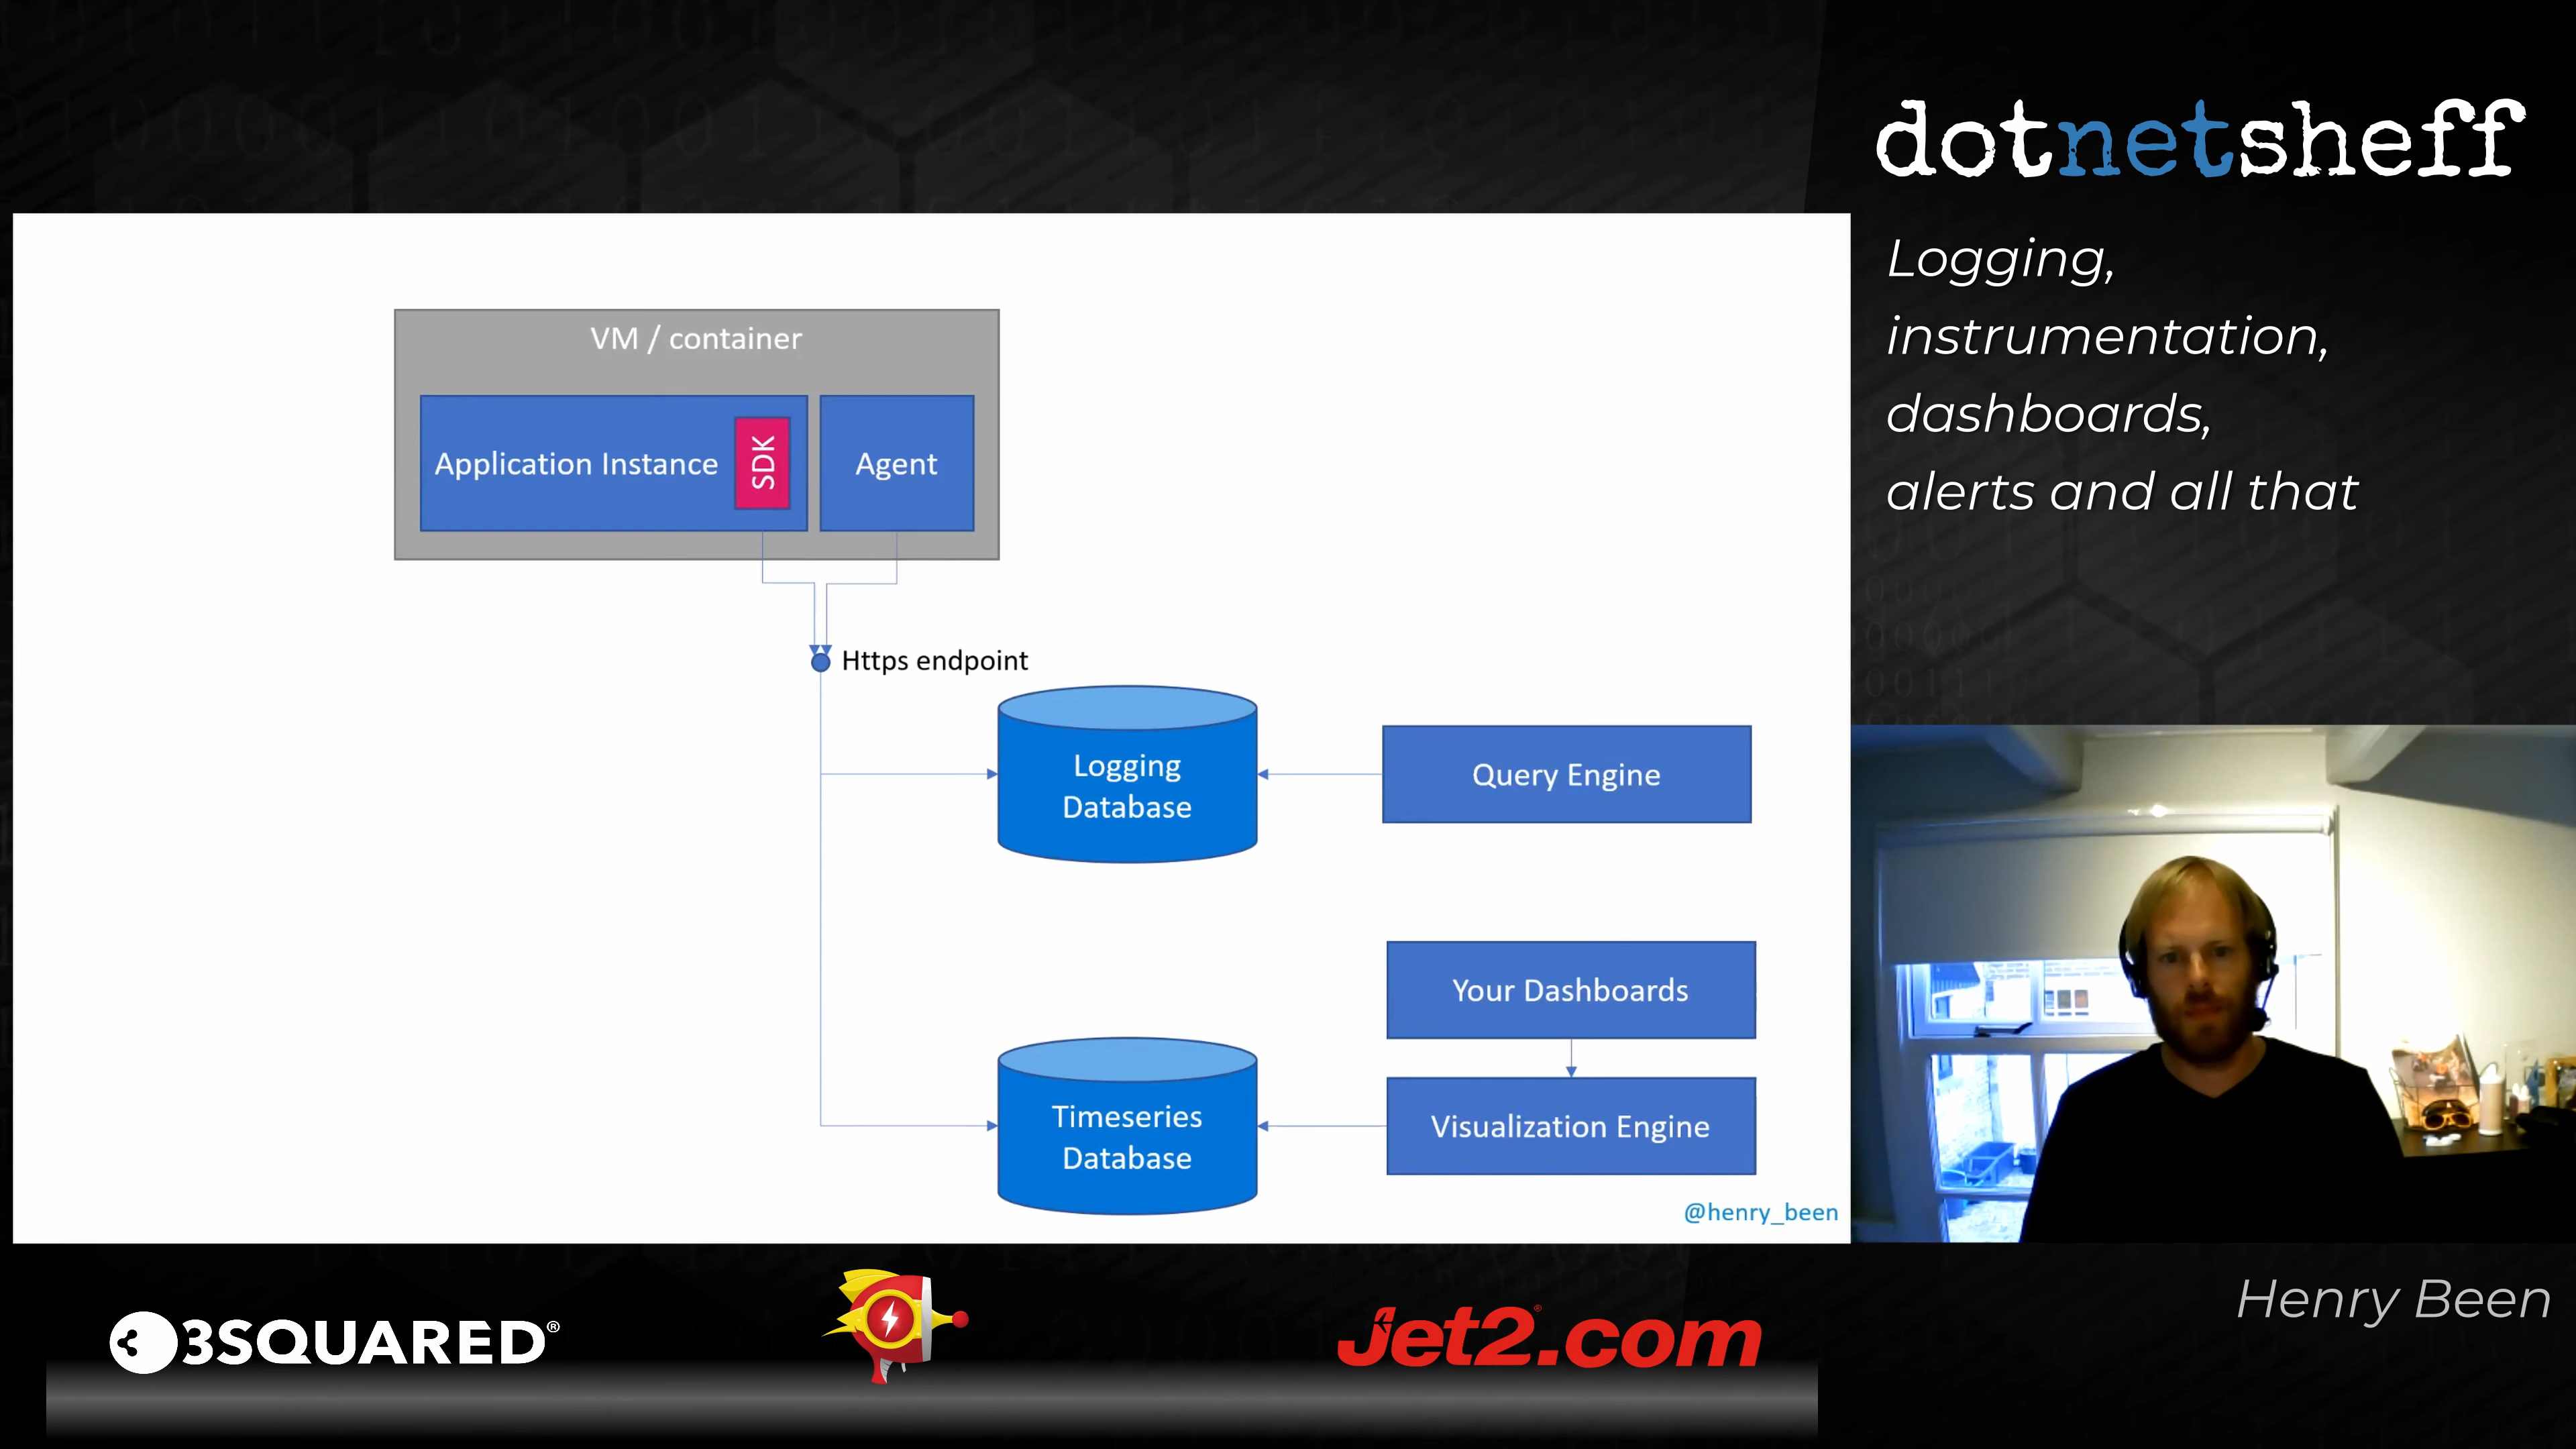 dotnetsheff
Logging,
instrumentation,
dashboards,
alerts and all that
VM / container
Application Instance
SDK
Agent
Https endpoint
Logging
Database
Query Engine
Your Dashboards
Timeseries
Database
Visualization Engine
@henry_been
Henry Been
3SQUARED®
Jet2.com®